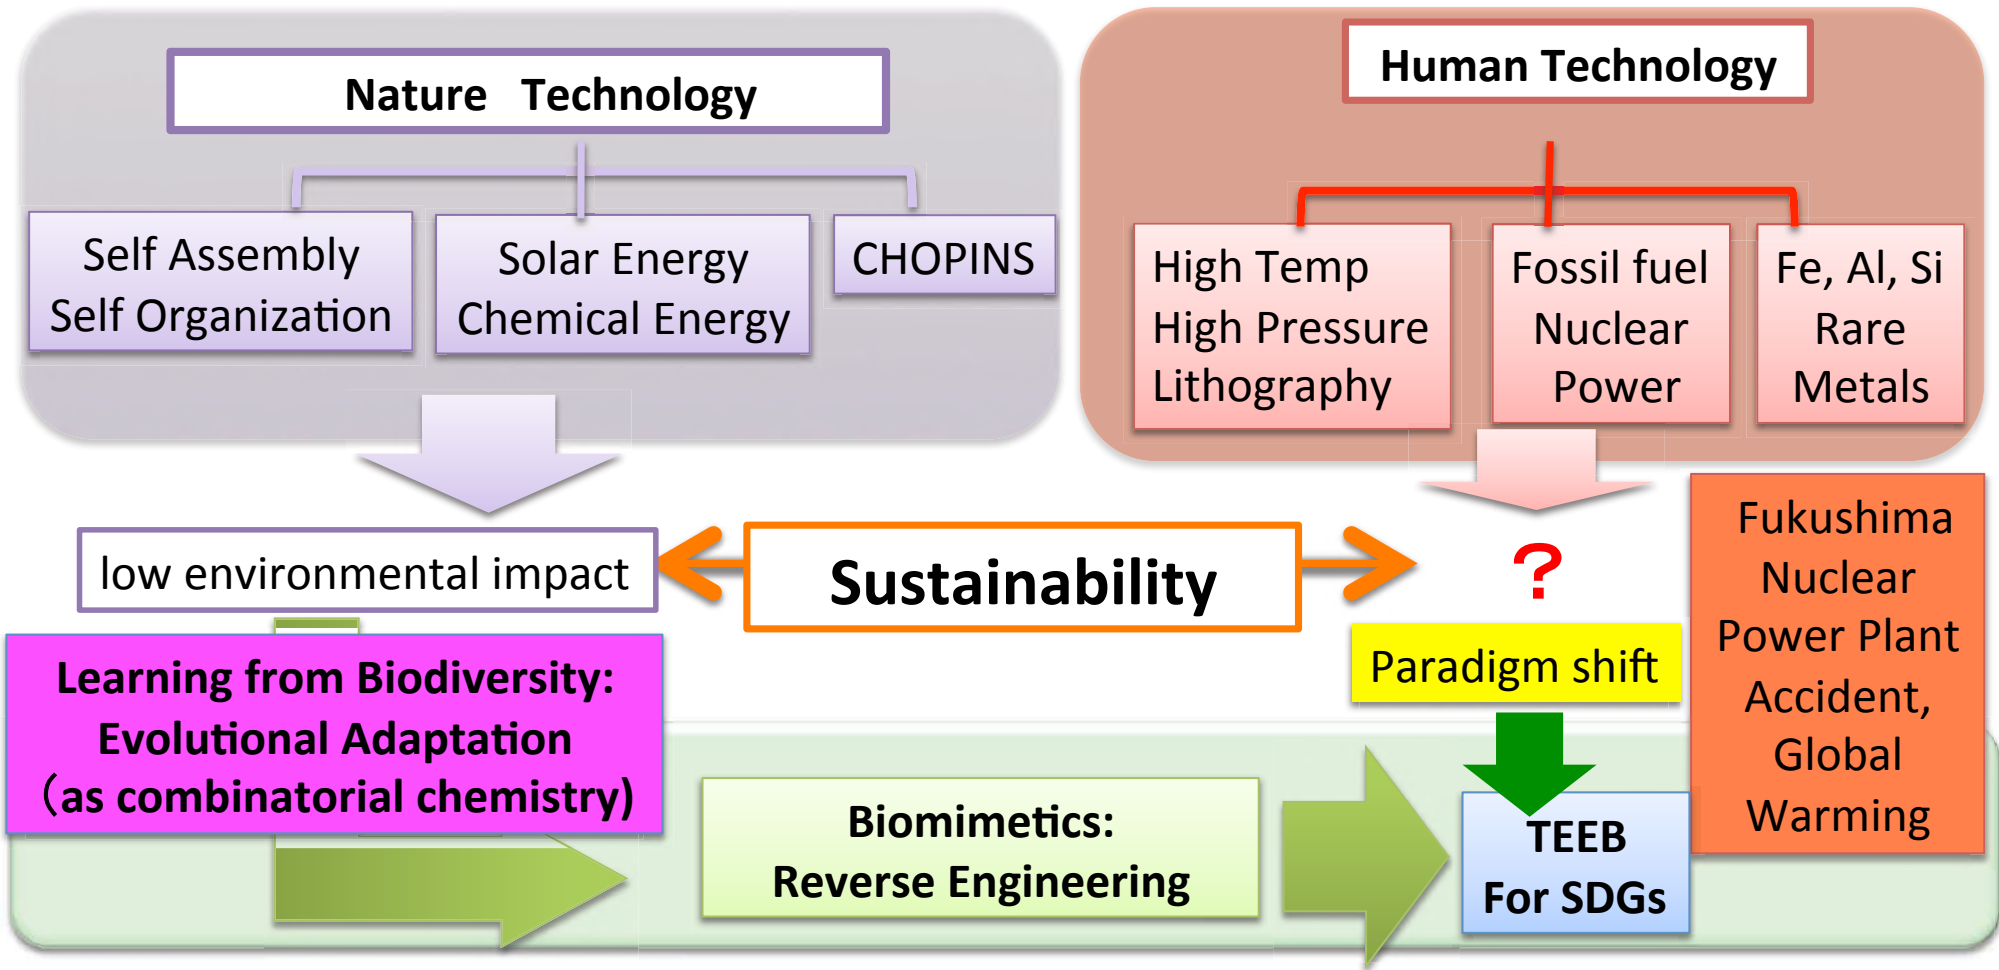 Nature Technology
Self Assembly
Self Organization
Solar Energy
Chemical Energy
CHOPINS
Human Technology
High Temp
High Pressure
Lithography
Fossil fuel
Nuclear
Power
Fe, Al, Si
Rare
Metals
low environmental impact
Sustainability
?
Paradigm shift
Fukushima
Nuclear
Power Plant
Accident,
Global
Warming
Learning from Biodiversity:
Evolutional Adaptation
（as combinatorial chemistry)
Biomimetics:
Reverse Engineering
TEEB
For SDGs